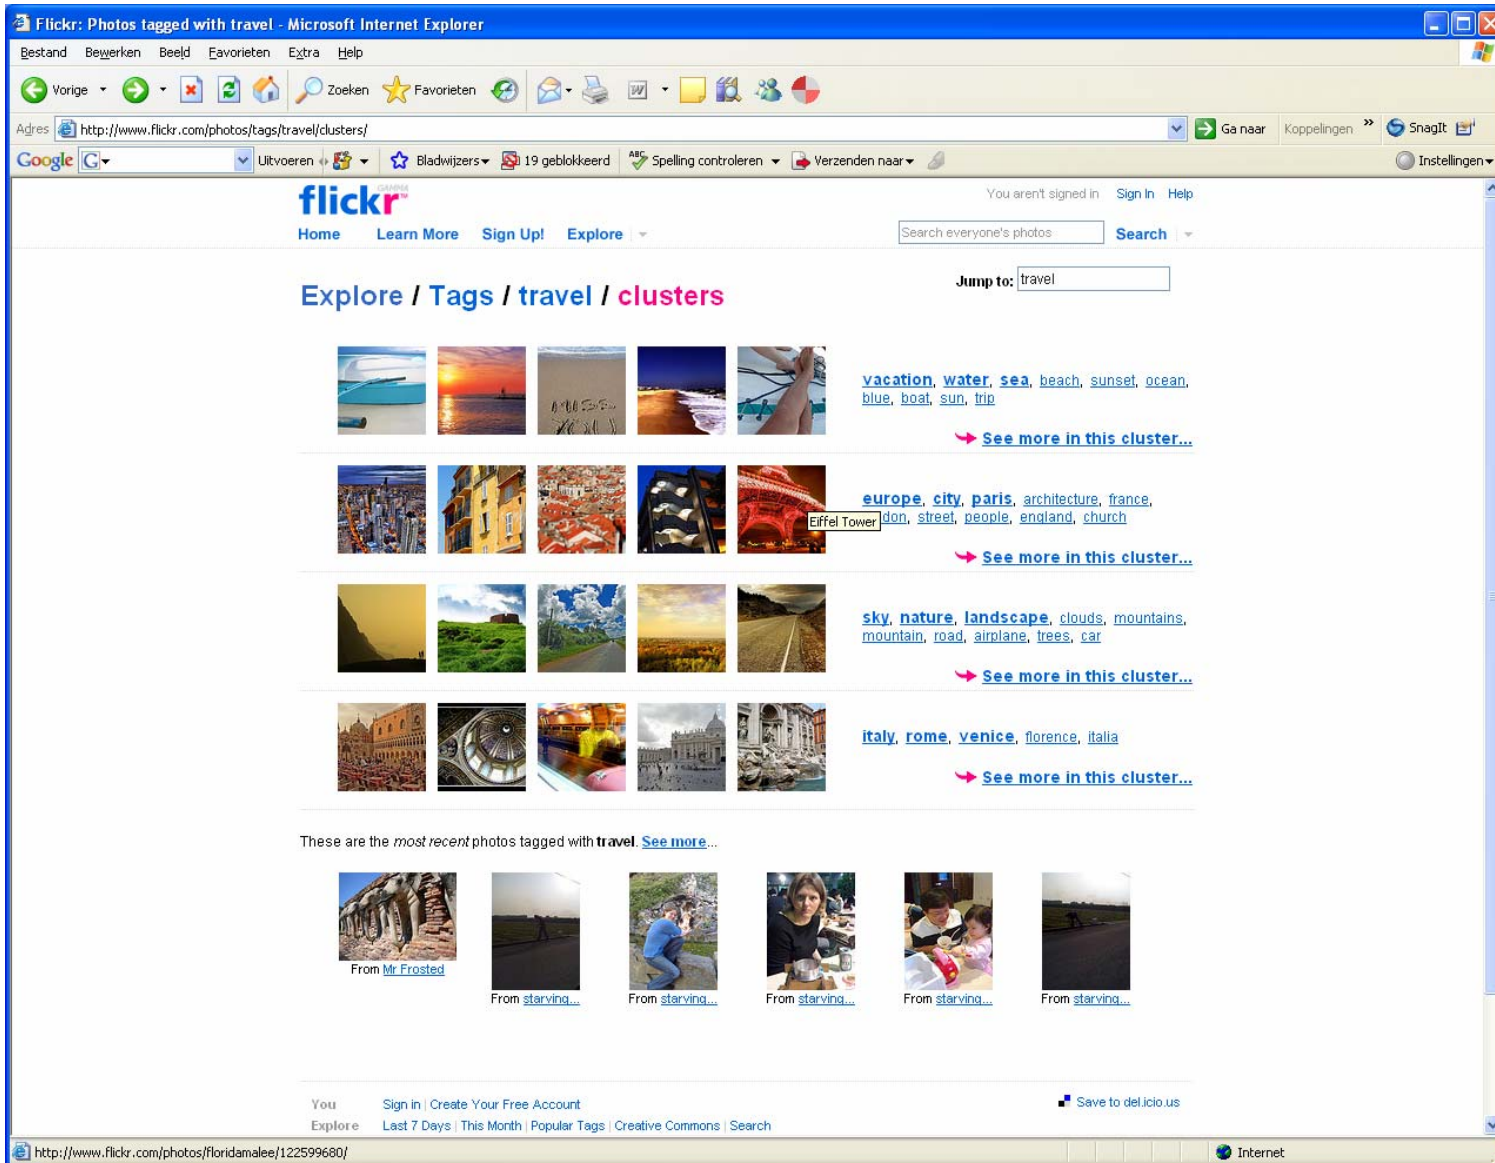 Flickr: Photos tagged with travel - Microsoft Internet Explorer
Bestand Bewerken Beeld Favorieten Extra Help
Vorige Zoeken Favorieten
Adres http://www.flickr.com/photos/tags/travel/clusters/ Ga naar Koppelingen » SnagIt
Google G Uitvoeren Bladwijzers 19 geblokkeerd ABC Spelling controleren Verzenden naar Instellingen
flickr GAMMA™ You aren't signed in Sign In Help
Home Learn More Sign Up! Explore Search everyone's photos Search
Jump to: travel
Explore / Tags / travel / clusters
MISS YOU
vacation, water, sea, beach, sunset, ocean,
blue, boat, sun, trip
See more in this cluster...
europe, city, paris, architecture, france,
Eiffel Tower don, street, people, england, church
See more in this cluster...
sky, nature, landscape, clouds, mountains,
mountain, road, airplane, trees, car
See more in this cluster...
italy, rome, venice, florence, italia
See more in this cluster...
These are the most recent photos tagged with travel. See more...
From Mr Frosted
From starving... From starving... From starving... From starving... From starving...
You Sign in | Create Your Free Account Save to del.icio.us
Explore Last 7 Days | This Month | Popular Tags | Creative Commons | Search
http://www.flickr.com/photos/floridamalee/122599680/ Internet